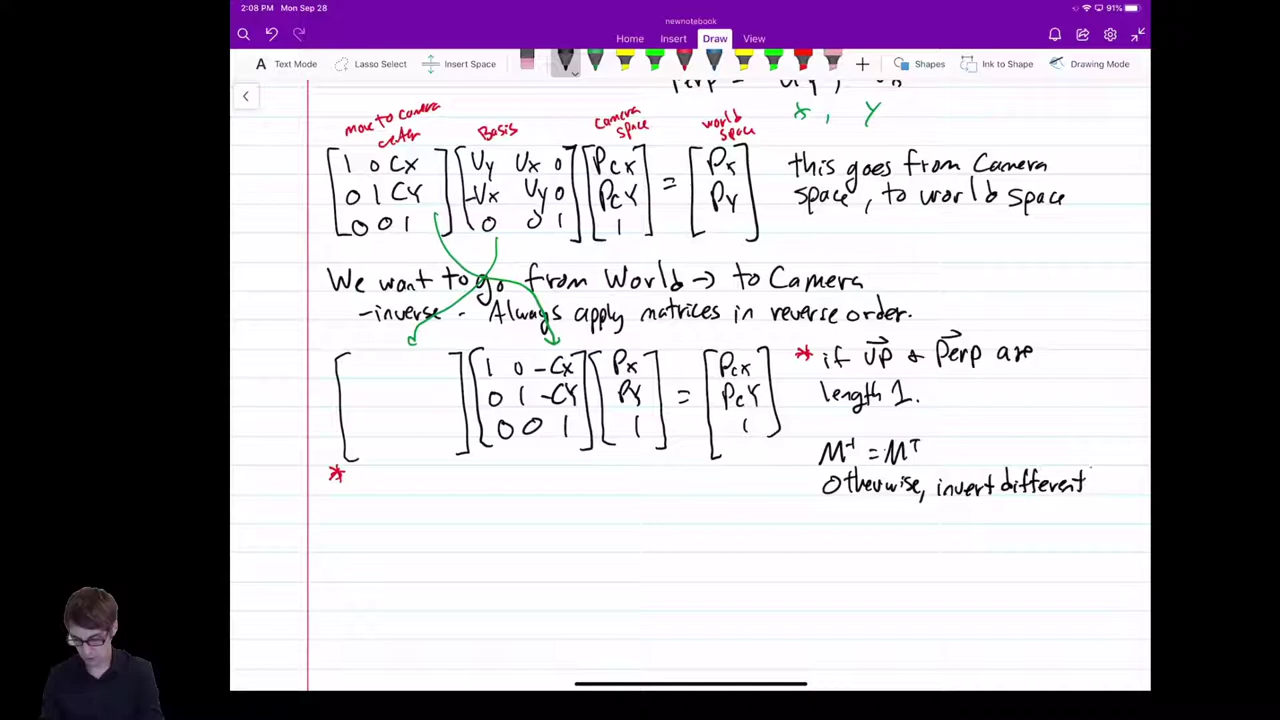 2:08 PM Mon Sep 28
91%
newnotebook
Home Insert Draw View
Text Mode Lasso Select Insert Space Shapes Ink to Shape Drawing Mode
Perp =
x, y
move to camera center
Basis
camera space
world space
[1 0 CX] [Uy Ux 0] [PCX] = [PX]
[0 1 CY] [-Ux Uy 0] [PCY] [PY]
[0 0 1] [0 0 1] [1]
this goes from Camera
space, to world space
We want to go from World → to Camera
- inverse - Always apply matrices in reverse order.
[1 0 -CX] [PX] = [PCX]
[0 1 -CY] [PY] [PCY]
[0 0 1] [1] [1]
*
* if up & Perp are
length 1.
M-1 = MT
Otherwise, invert different